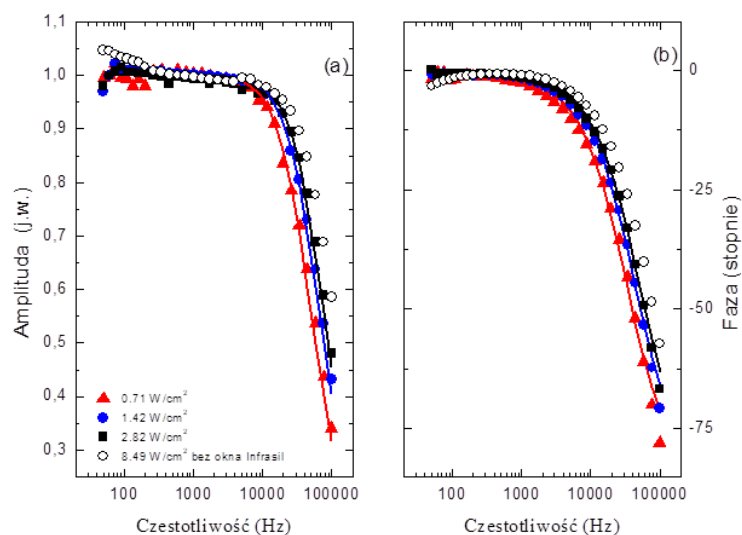 1,1
1,0
0,9
0,8
0,7
0,6
0,5
0,4
0,3
Amplituda (j.w.)
(a)
0.71 W/cm²
1.42 W/cm²
2.82 W/cm²
8.49 W/cm² bez okna Infrasil
100 1000 10000 100000
Czestotliwość (Hz)
(b)
0
-25
-50
-75
Faza (stopnie)
100 1000 10000 100000
Czestotliwość (Hz)